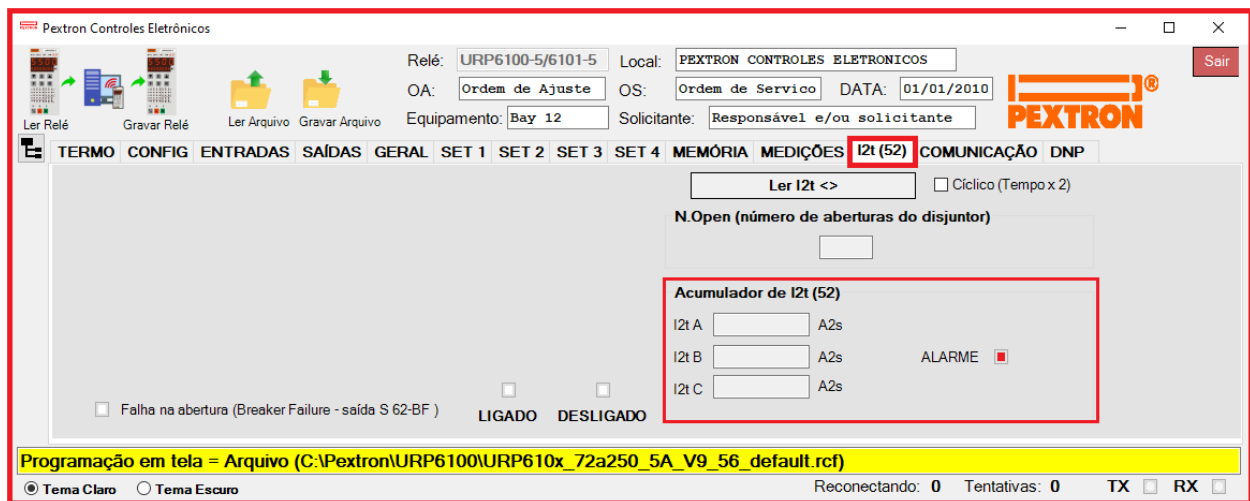 Pextron Controles Eletrônicos
Relé: URP6100-5/6101-5 Local: PEXTRON CONTROLES ELETRONICOS Sair
OA: Ordem de Ajuste OS: Ordem de Servico DATA: 01/01/2010
Ler Relé Gravar Relé Ler Arquivo Gravar Arquivo Equipamento: Bay 12 Solicitante: Responsável e/ou solicitante PEXTRON ®
TERMO CONFIG ENTRADAS SAÍDAS GERAL SET 1 SET 2 SET 3 SET 4 MEMÓRIA MEDIÇÕES I2t (52) COMUNICAÇÃO DNP
Ler I2t <> Cíclico (Tempo x 2)
N.Open (número de aberturas do disjuntor)
Acumulador de I2t (52)
I2t A A2s
I2t B A2s ALARME
I2t C A2s
Falha na abertura (Breaker Failure - saída S 62-BF ) LIGADO DESLIGADO
Programação em tela = Arquivo (C:\Pextron\URP6100\URP610x_72a250_5A_V9_56_default.rcf)
Tema Claro Tema Escuro Reconectando: 0 Tentativas: 0 TX RX